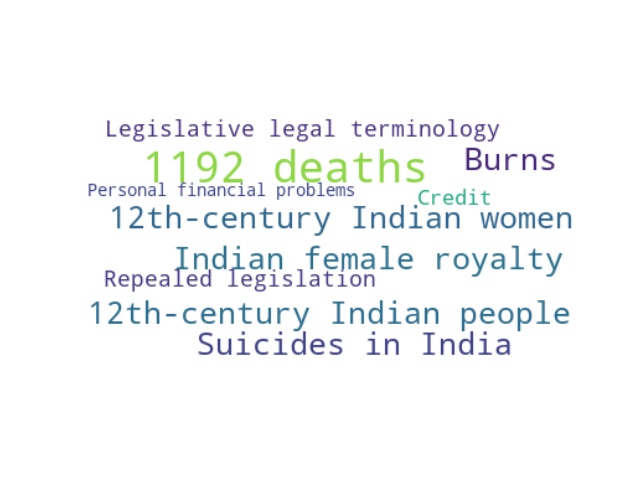 Legislative legal terminology
1192 deaths
Burns
Personal financial problems
Credit
12th-century Indian women
Indian female royalty
Repealed legislation
12th-century Indian people
Suicides in India